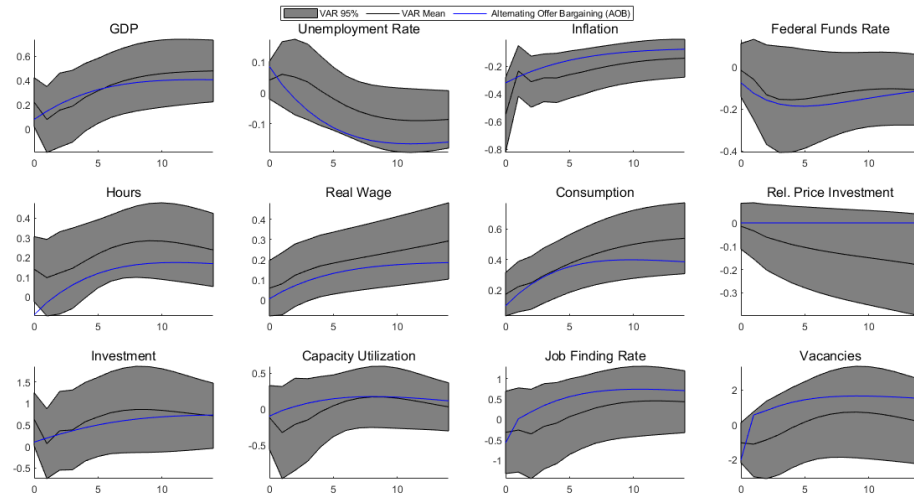 VAR 95% VAR Mean Alternating Offer Bargaining (AOB)
GDP Unemployment Rate Inflation Federal Funds Rate
0.6
0.4
0.2
0
0 5 10
0.1
0
-0.1
0 5 10
-0.2
-0.4
-0.6
-0.8
0 5 10
0
-0.2
-0.4
0 5 10
Hours Real Wage Consumption Rel. Price Investment
0.4
0.3
0.2
0.1
0
0 5 10
0.4
0.3
0.2
0.1
0
0 5 10
0.6
0.4
0.2
0 5 10
0
-0.1
-0.2
-0.3
0 5 10
Investment Capacity Utilization Job Finding Rate Vacancies
1.5
1
0.5
0
-0.5
0 5 10
0.5
0
-0.5
0 5 10
1
0.5
0
-0.5
-1
0 5 10
2
0
-2
0 5 10